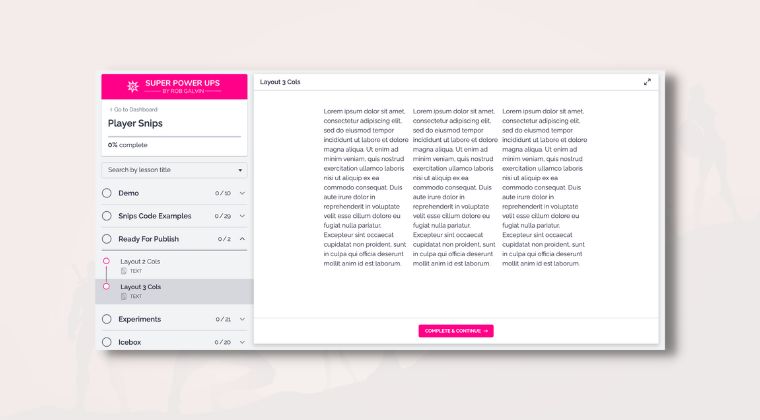 SUPER POWER UPS
BY ROB GALVIN
Go to Dashboard
Player Snips
0% complete
Search by lesson title
Demo 0 / 10
Snips Code Examples 0 / 29
Ready For Publish 0 / 2
Layout 2 Cols
TEXT
Layout 3 Cols
TEXT
Experiments 0 / 21
Icebox 0 / 20
Layout 3 Cols
Lorem ipsum dolor sit amet,
consectetur adipiscing elit,
sed do eiusmod tempor
incididunt ut labore et dolore
magna aliqua. Ut enim ad
minim veniam, quis nostrud
exercitation ullamco laboris
nisi ut aliquip ex ea
commodo consequat. Duis
aute irure dolor in
reprehenderit in voluptate
velit esse cillum dolore eu
fugiat nulla pariatur.
Excepteur sint occaecat
cupidatat non proident, sunt
in culpa qui officia deserunt
mollit anim id est laborum.
Lorem ipsum dolor sit amet,
consectetur adipiscing elit,
sed do eiusmod tempor
incididunt ut labore et dolore
magna aliqua. Ut enim ad
minim veniam, quis nostrud
exercitation ullamco laboris
nisi ut aliquip ex ea
commodo consequat. Duis
aute irure dolor in
reprehenderit in voluptate
velit esse cillum dolore eu
fugiat nulla pariatur.
Excepteur sint occaecat
cupidatat non proident, sunt
in culpa qui officia deserunt
mollit anim id est laborum.
Lorem ipsum dolor sit amet,
consectetur adipiscing elit,
sed do eiusmod tempor
incididunt ut labore et dolore
magna aliqua. Ut enim ad
minim veniam, quis nostrud
exercitation ullamco laboris
nisi ut aliquip ex ea
commodo consequat. Duis
aute irure dolor in
reprehenderit in voluptate
velit esse cillum dolore eu
fugiat nulla pariatur.
Excepteur sint occaecat
cupidatat non proident, sunt
in culpa qui officia deserunt
mollit anim id est laborum.
COMPLETE & CONTINUE →